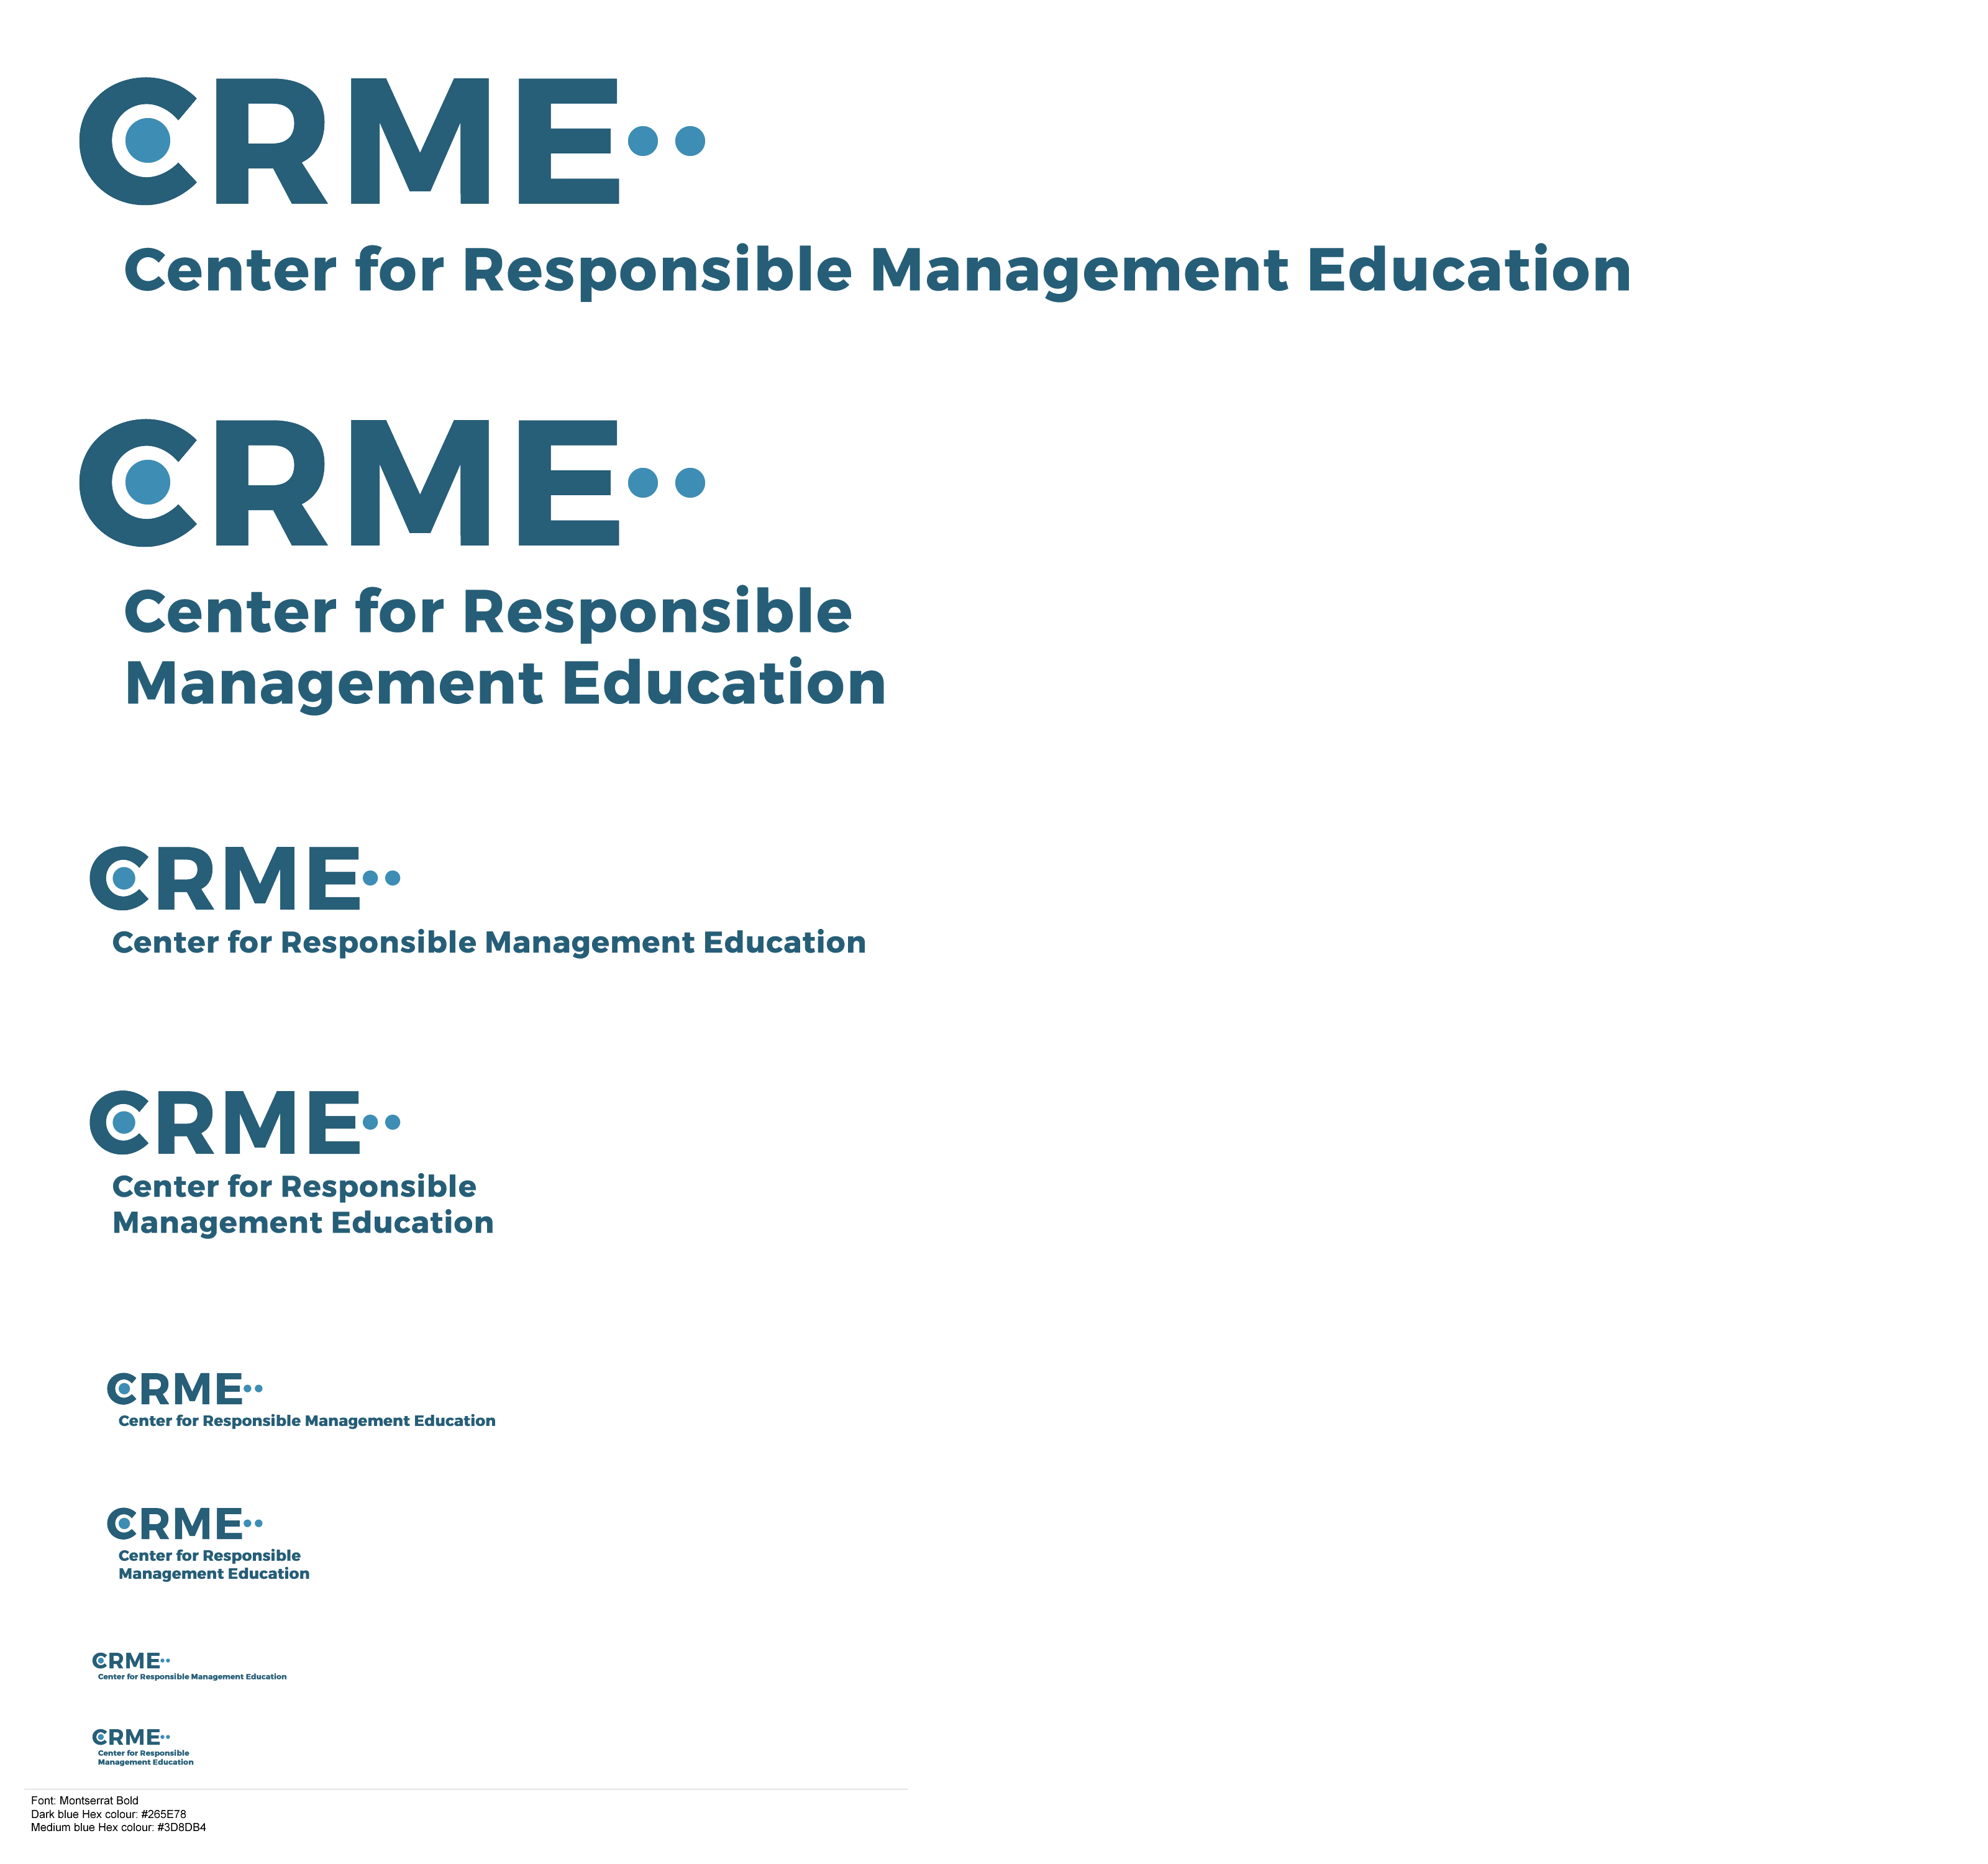 CRME
Center for Responsible Management Education
CRME
Center for Responsible
Management Education
CRME
Center for Responsible Management Education
CRME
Center for Responsible
Management Education
CRME
Center for Responsible Management Education
CRME
Center for Responsible
Management Education
CRME
Center for Responsible Management Education
CRME
Center for Responsible
Management Education
Font: Montserrat Bold
Dark blue Hex colour: #265E78
Medium blue Hex colour: #3D8DB4